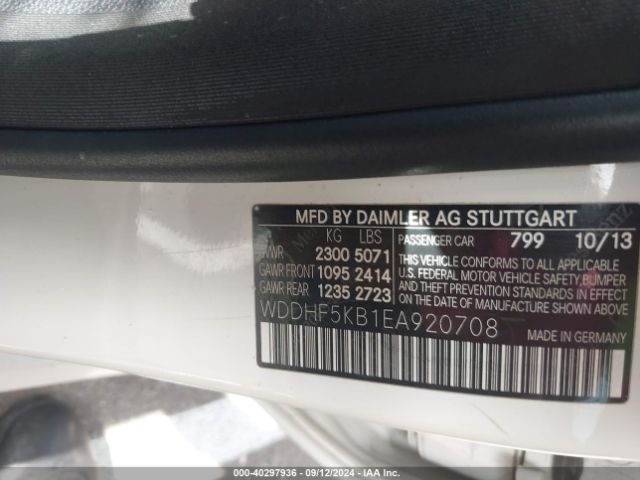 MFD BY DAIMLER AG STUTTGART
KG LBS PASSENGER CAR 799 10/13
GVWR 2300 5071
GAWR FRONT 1095 2414
GAWR REAR 1235 2723
THIS VEHICLE CONFORMS TO ALL APPLICABLE
U.S. FEDERAL MOTOR VEHICLE SAFETY, BUMPER
AND THEFT PREVENTION STANDARDS IN EFFECT
ON THE DATE OF MANUFACTURE SHOWN ABOVE
WDDHF5KB1EA920708
MADE IN GERMANY
000-40297936 - 09/12/2024 - IAA Inc.